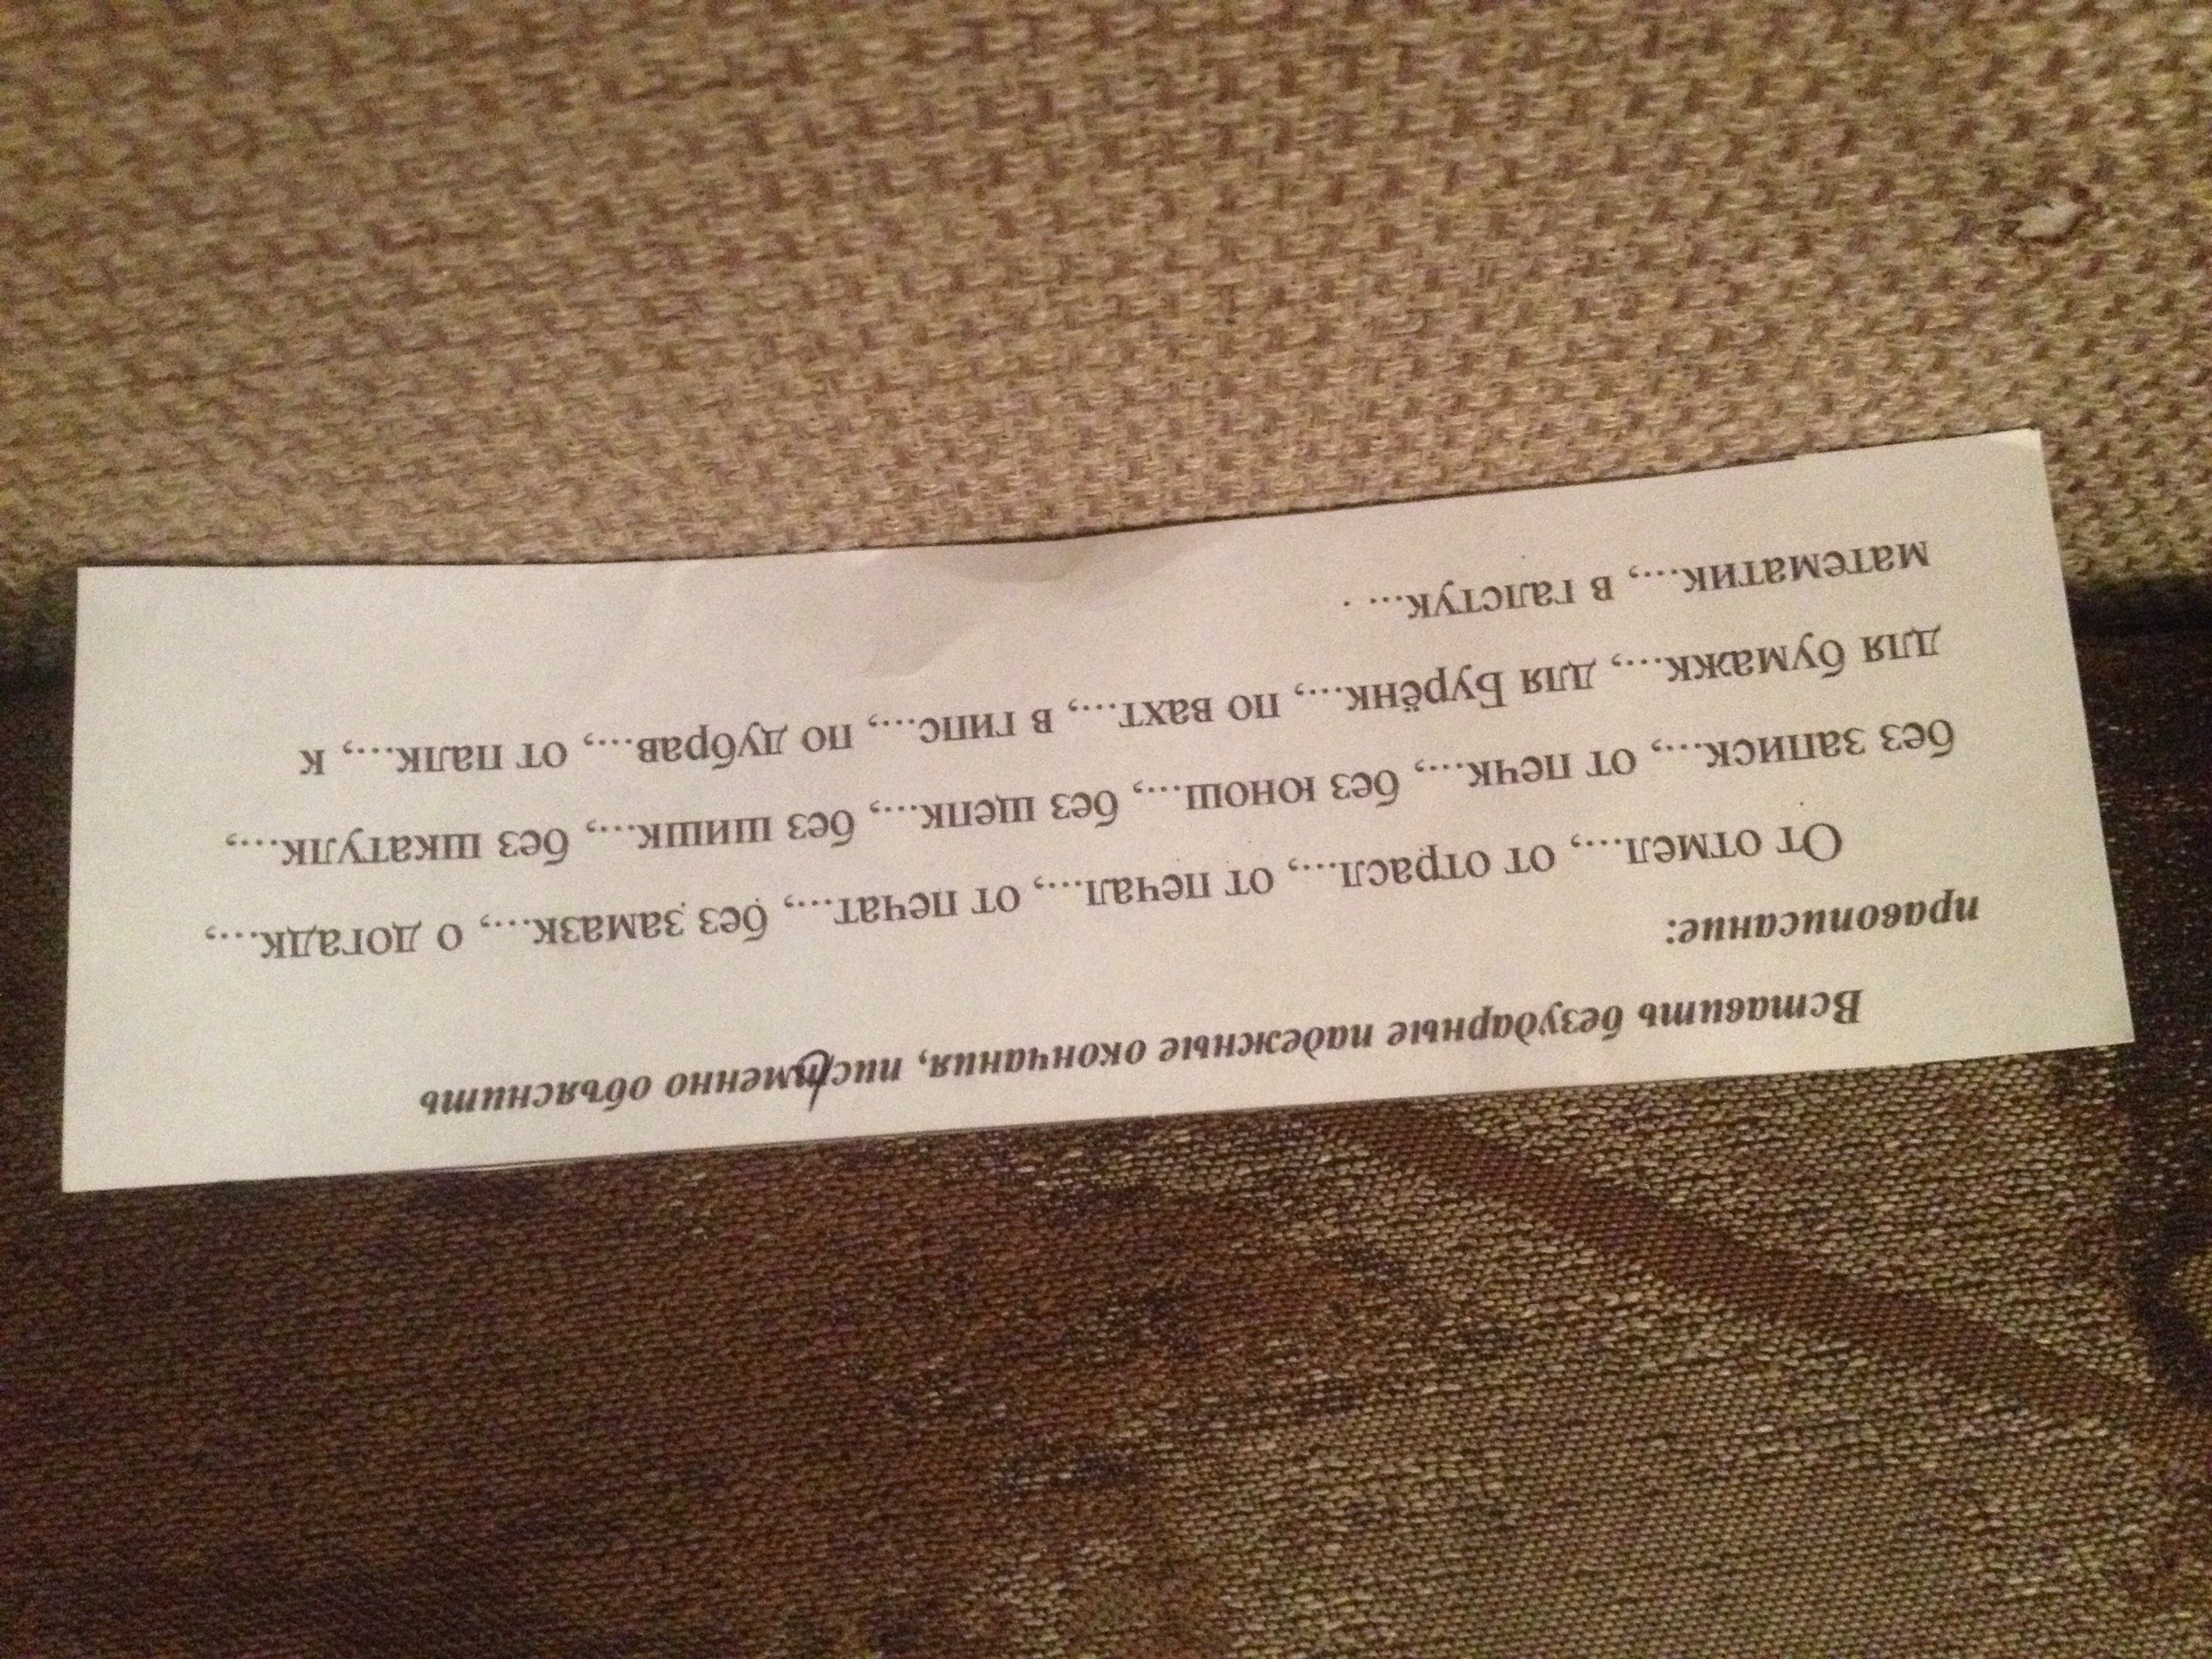 Вставить безударные падежные окончания, письменно объяснить
правописание:
От отмел…, от отрасл…, от печал…, от печат…, без замазк…, о догадк…,
без записк…, от печк…, без юнош…, без щепк…, без шишк…, без шкатулк…,
для бумажк…, для Бурёнк…, по вахт…, в гипс…, по дубрав…, от палк…, к
математик…, в галстук… .